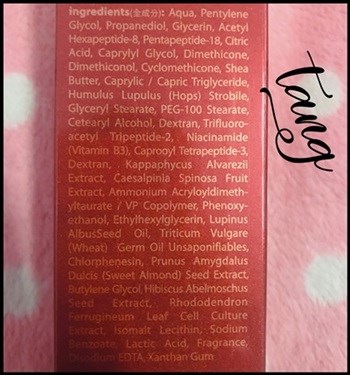 ingredients(全成分): Aqua, Pentylene
Glycol, Propanediol, Glycerin, Acetyl
Hexapeptide-8, Pentapeptide-18, Citric
Acid, Caprylyl Glycol, Dimethicone,
Dimethiconol, Cyclomethicone, Shea
Butter, Caprylic / Capric Triglyceride,
Humulus Lupulus (Hops) Strobile,
Glyceryl Stearate, PEG-100 Stearate,
Cetearyl Alcohol, Dextran, Trifluoro-
acetyl Tripeptide-2, Niacinamide
(Vitamin B3), Caprooyl Tetrapeptide-3,
Dextran, Kappaphycus Alvarezii
Extract, Caesalpinia Spinosa Fruit
Extract, Ammonium Acryloyldimeth-
yltaurate / VP Copolymer, Phenoxy-
ethanol, Ethylhexylglycerin, Lupinus
AlbusSeed Oil, Triticum Vulgare
(Wheat) Germ Oil Unsaponifiables,
Chlorphenesin, Prunus Amygdalus
Dulcis (Sweet Almond) Seed Extract,
Butylene Glycol, Hibiscus Abelmoschus
Seed Extract, Rhododendron
Ferrugineum Leaf Cell Culture
Extract, Isomalt Lecithin, Sodium
Benzoate, Lactic Acid, Fragrance,
Disodium EDTA, Xanthan Gum
tang